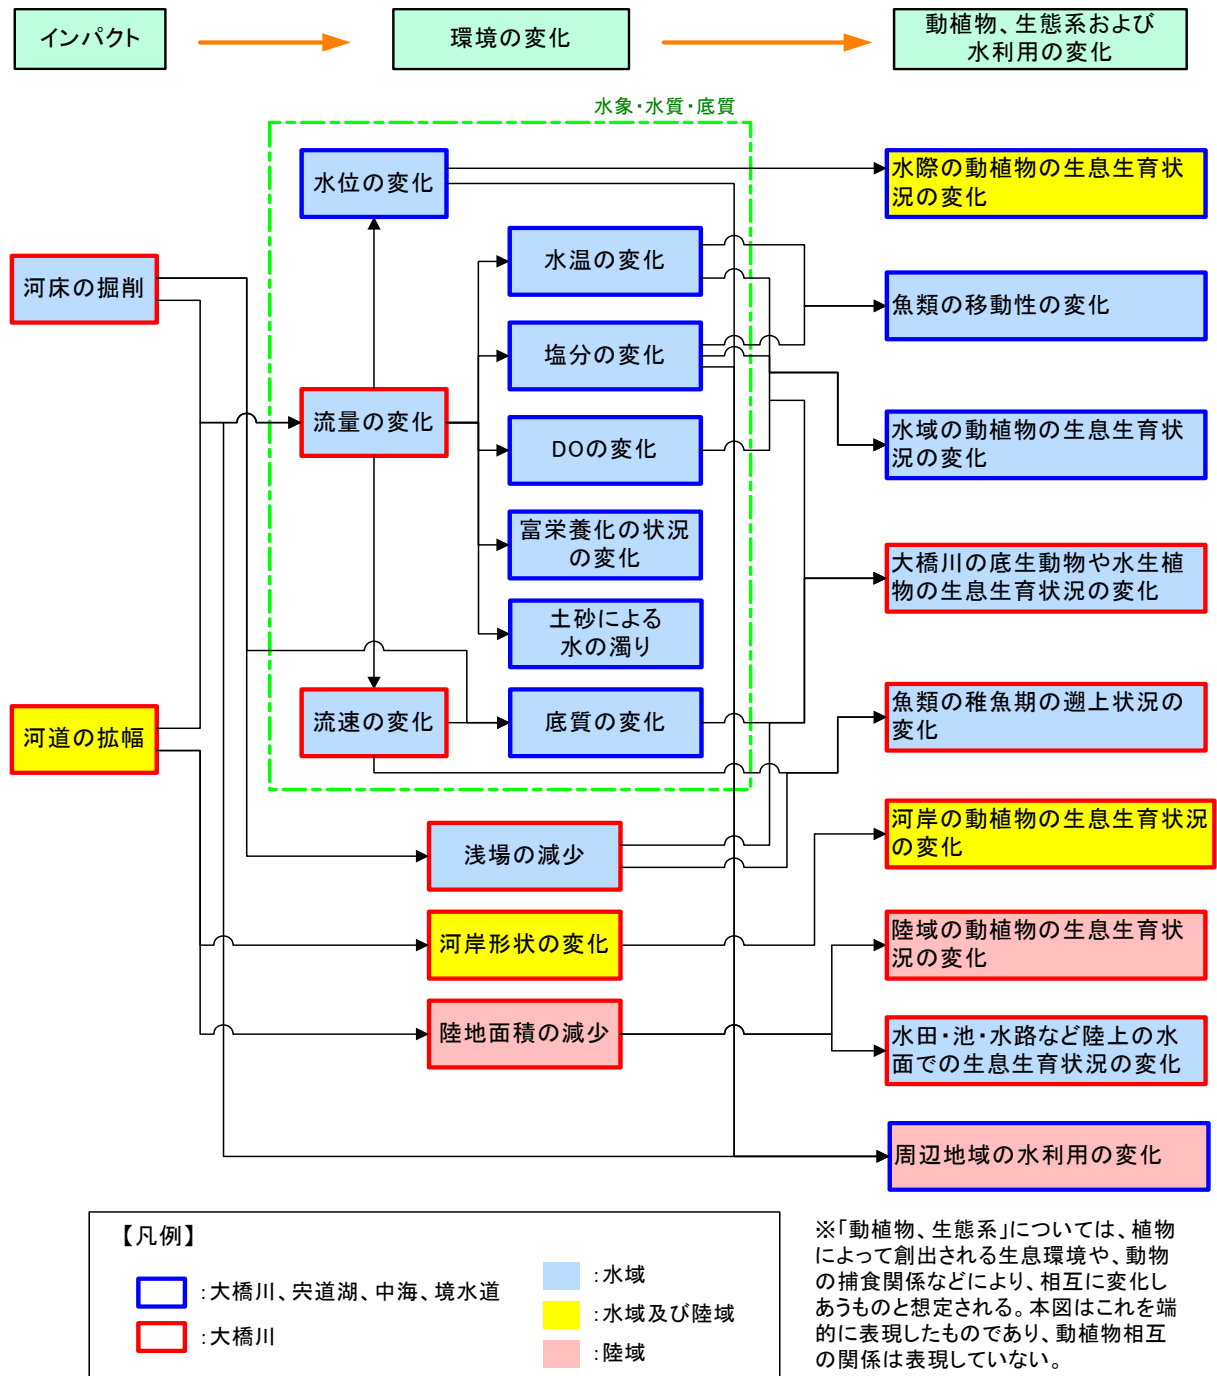 インパクト
環境の変化
動植物、生態系および
水利用の変化
水象・水質・底質
水位の変化
水際の動植物の生息生育状
況の変化
河床の掘削
水温の変化
魚類の移動性の変化
塩分の変化
流量の変化
水域の動植物の生息生育状
況の変化
DOの変化
富栄養化の状況
の変化
大橋川の底生動物や水生植
物の生息生育状況の変化
土砂による
水の濁り
河道の拡幅
流速の変化
底質の変化
魚類の稚魚期の遡上状況の
変化
浅場の減少
河岸の動植物の生息生育状況
の変化
河岸形状の変化
陸域の動植物の生息生育状
況の変化
陸地面積の減少
水田・池・水路など陸上の水
面での生息生育状況の変化
周辺地域の水利用の変化
【凡例】
:大橋川、宍道湖、中海、境水道
:大橋川
:水域
:水域及び陸域
:陸域
※「動植物、生態系」については、植物
によって創出される生息環境や、動物
の捕食関係などにより、相互に変化し
あうものと想定される。本図はこれを端
的に表現したものであり、動植物相互
の関係は表現していない。